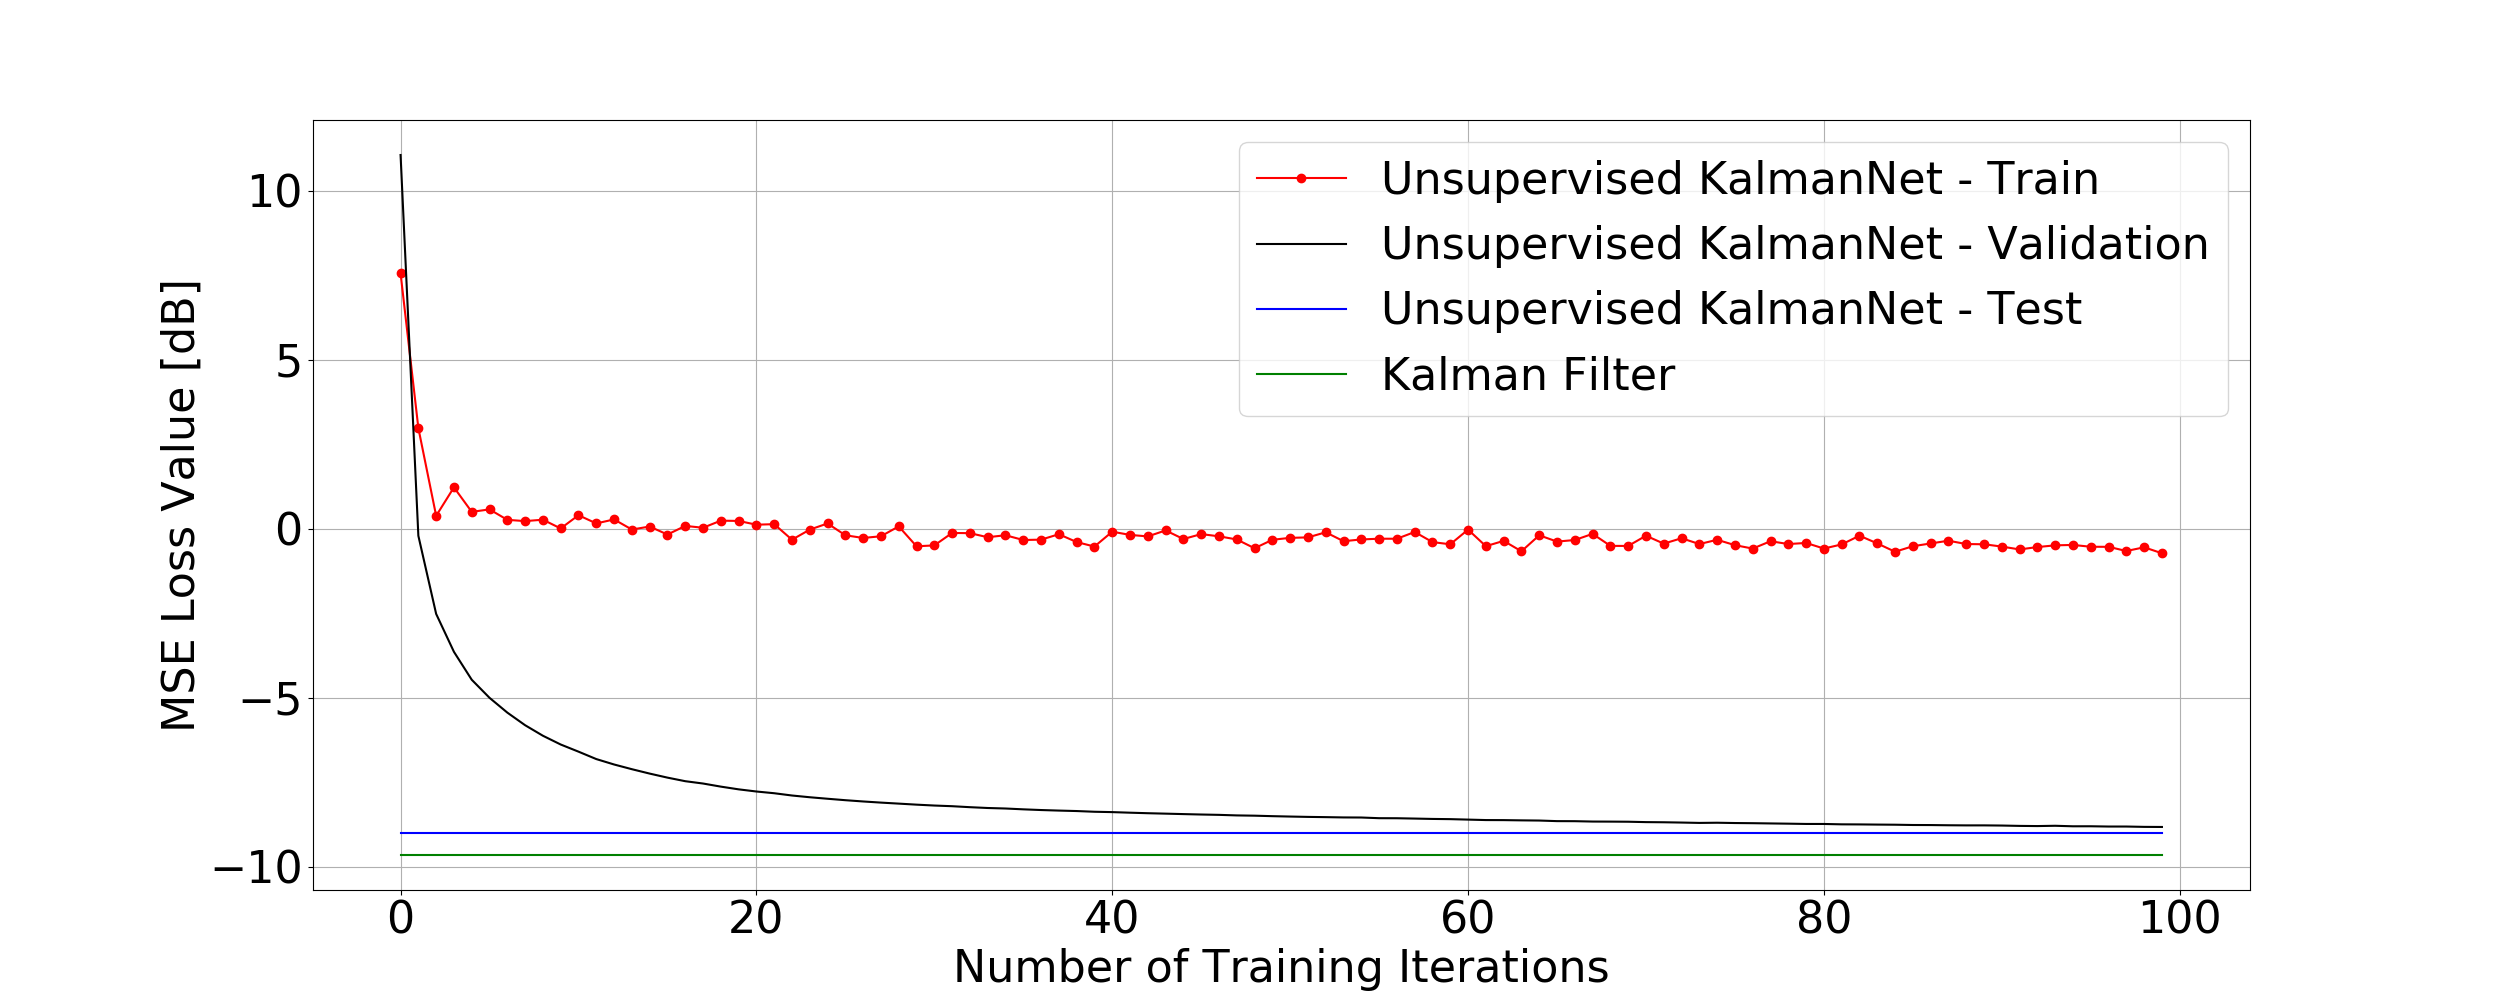 Unsupervised KalmanNet - Train
Unsupervised KalmanNet - Validation
Unsupervised KalmanNet - Test
Kalman Filter
MSE Loss Value [dB]
10
5
0
−5
−10
0 20 40 60 80 100
Number of Training Iterations